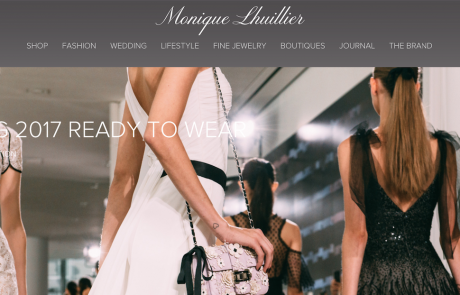 Monique Lhuillier
SHOP FASHION WEDDING LIFESTYLE FINE JEWELRY BOUTIQUES JOURNAL THE BRAND
S 2017 READY TO WEAR